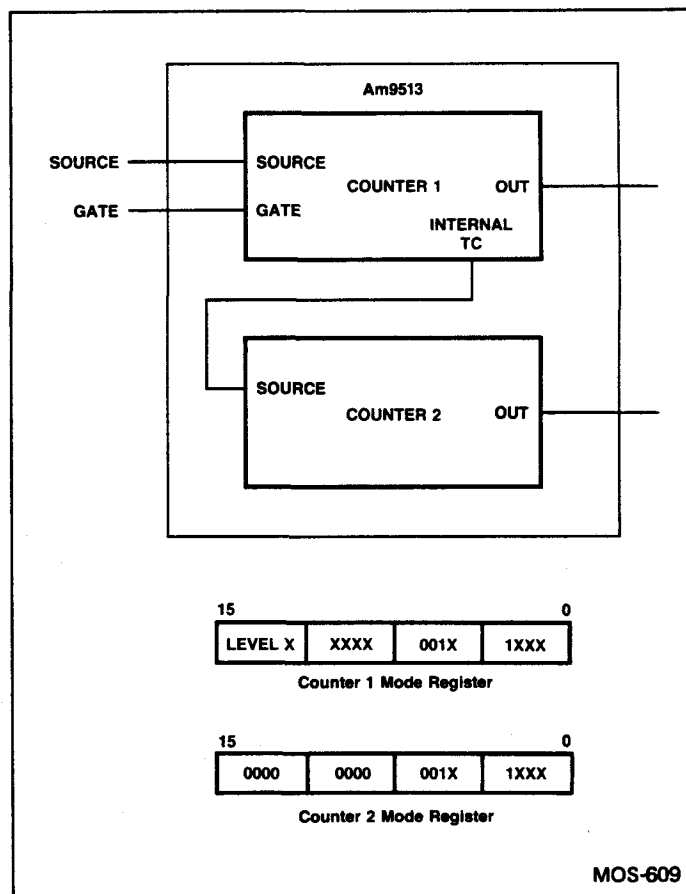 Am9513
SOURCE
SOURCE
COUNTER 1
OUT
GATE
GATE
INTERNAL
TC
SOURCE
COUNTER 2
OUT
15 0
LEVEL X XXXX 001X 1XXX
Counter 1 Mode Register
15 0
0000 0000 001X 1XXX
Counter 2 Mode Register
MOS-609